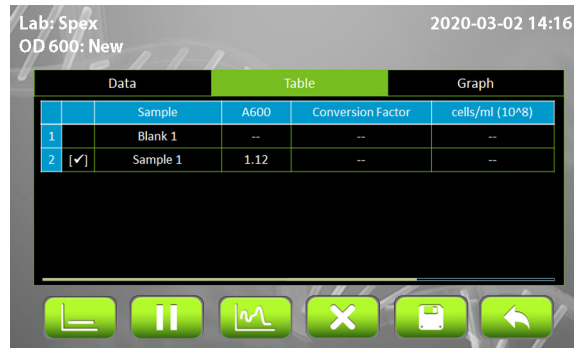 Lab: Spex 2020-03-02 14:16
OD 600: New
Data Table Graph
Sample A600 Conversion Factor cells/ml (10^8)
1 Blank 1 -- -- --
2 [✔] Sample 1 1.12 -- --